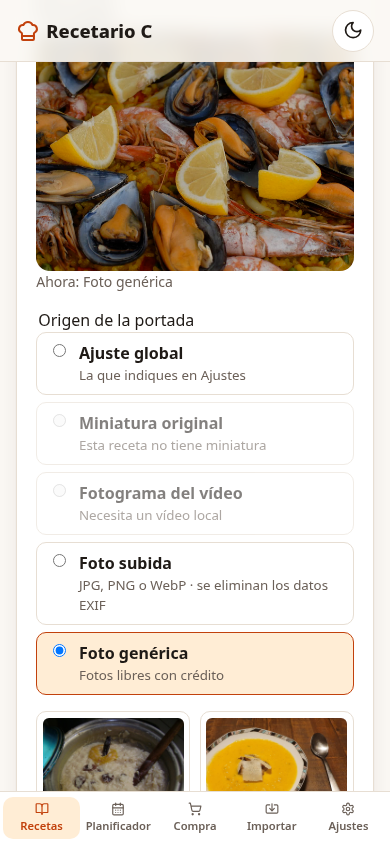 Recetario C
Ahora: Foto genérica
Origen de la portada
Ajuste global
La que indiques en Ajustes
Miniatura original
Esta receta no tiene miniatura
Fotograma del vídeo
Necesita un vídeo local
Foto subida
JPG, PNG o WebP · se eliminan los datos
EXIF
Foto genérica
Fotos libres con crédito
Recetas
Planificador
Compra
Importar
Ajustes